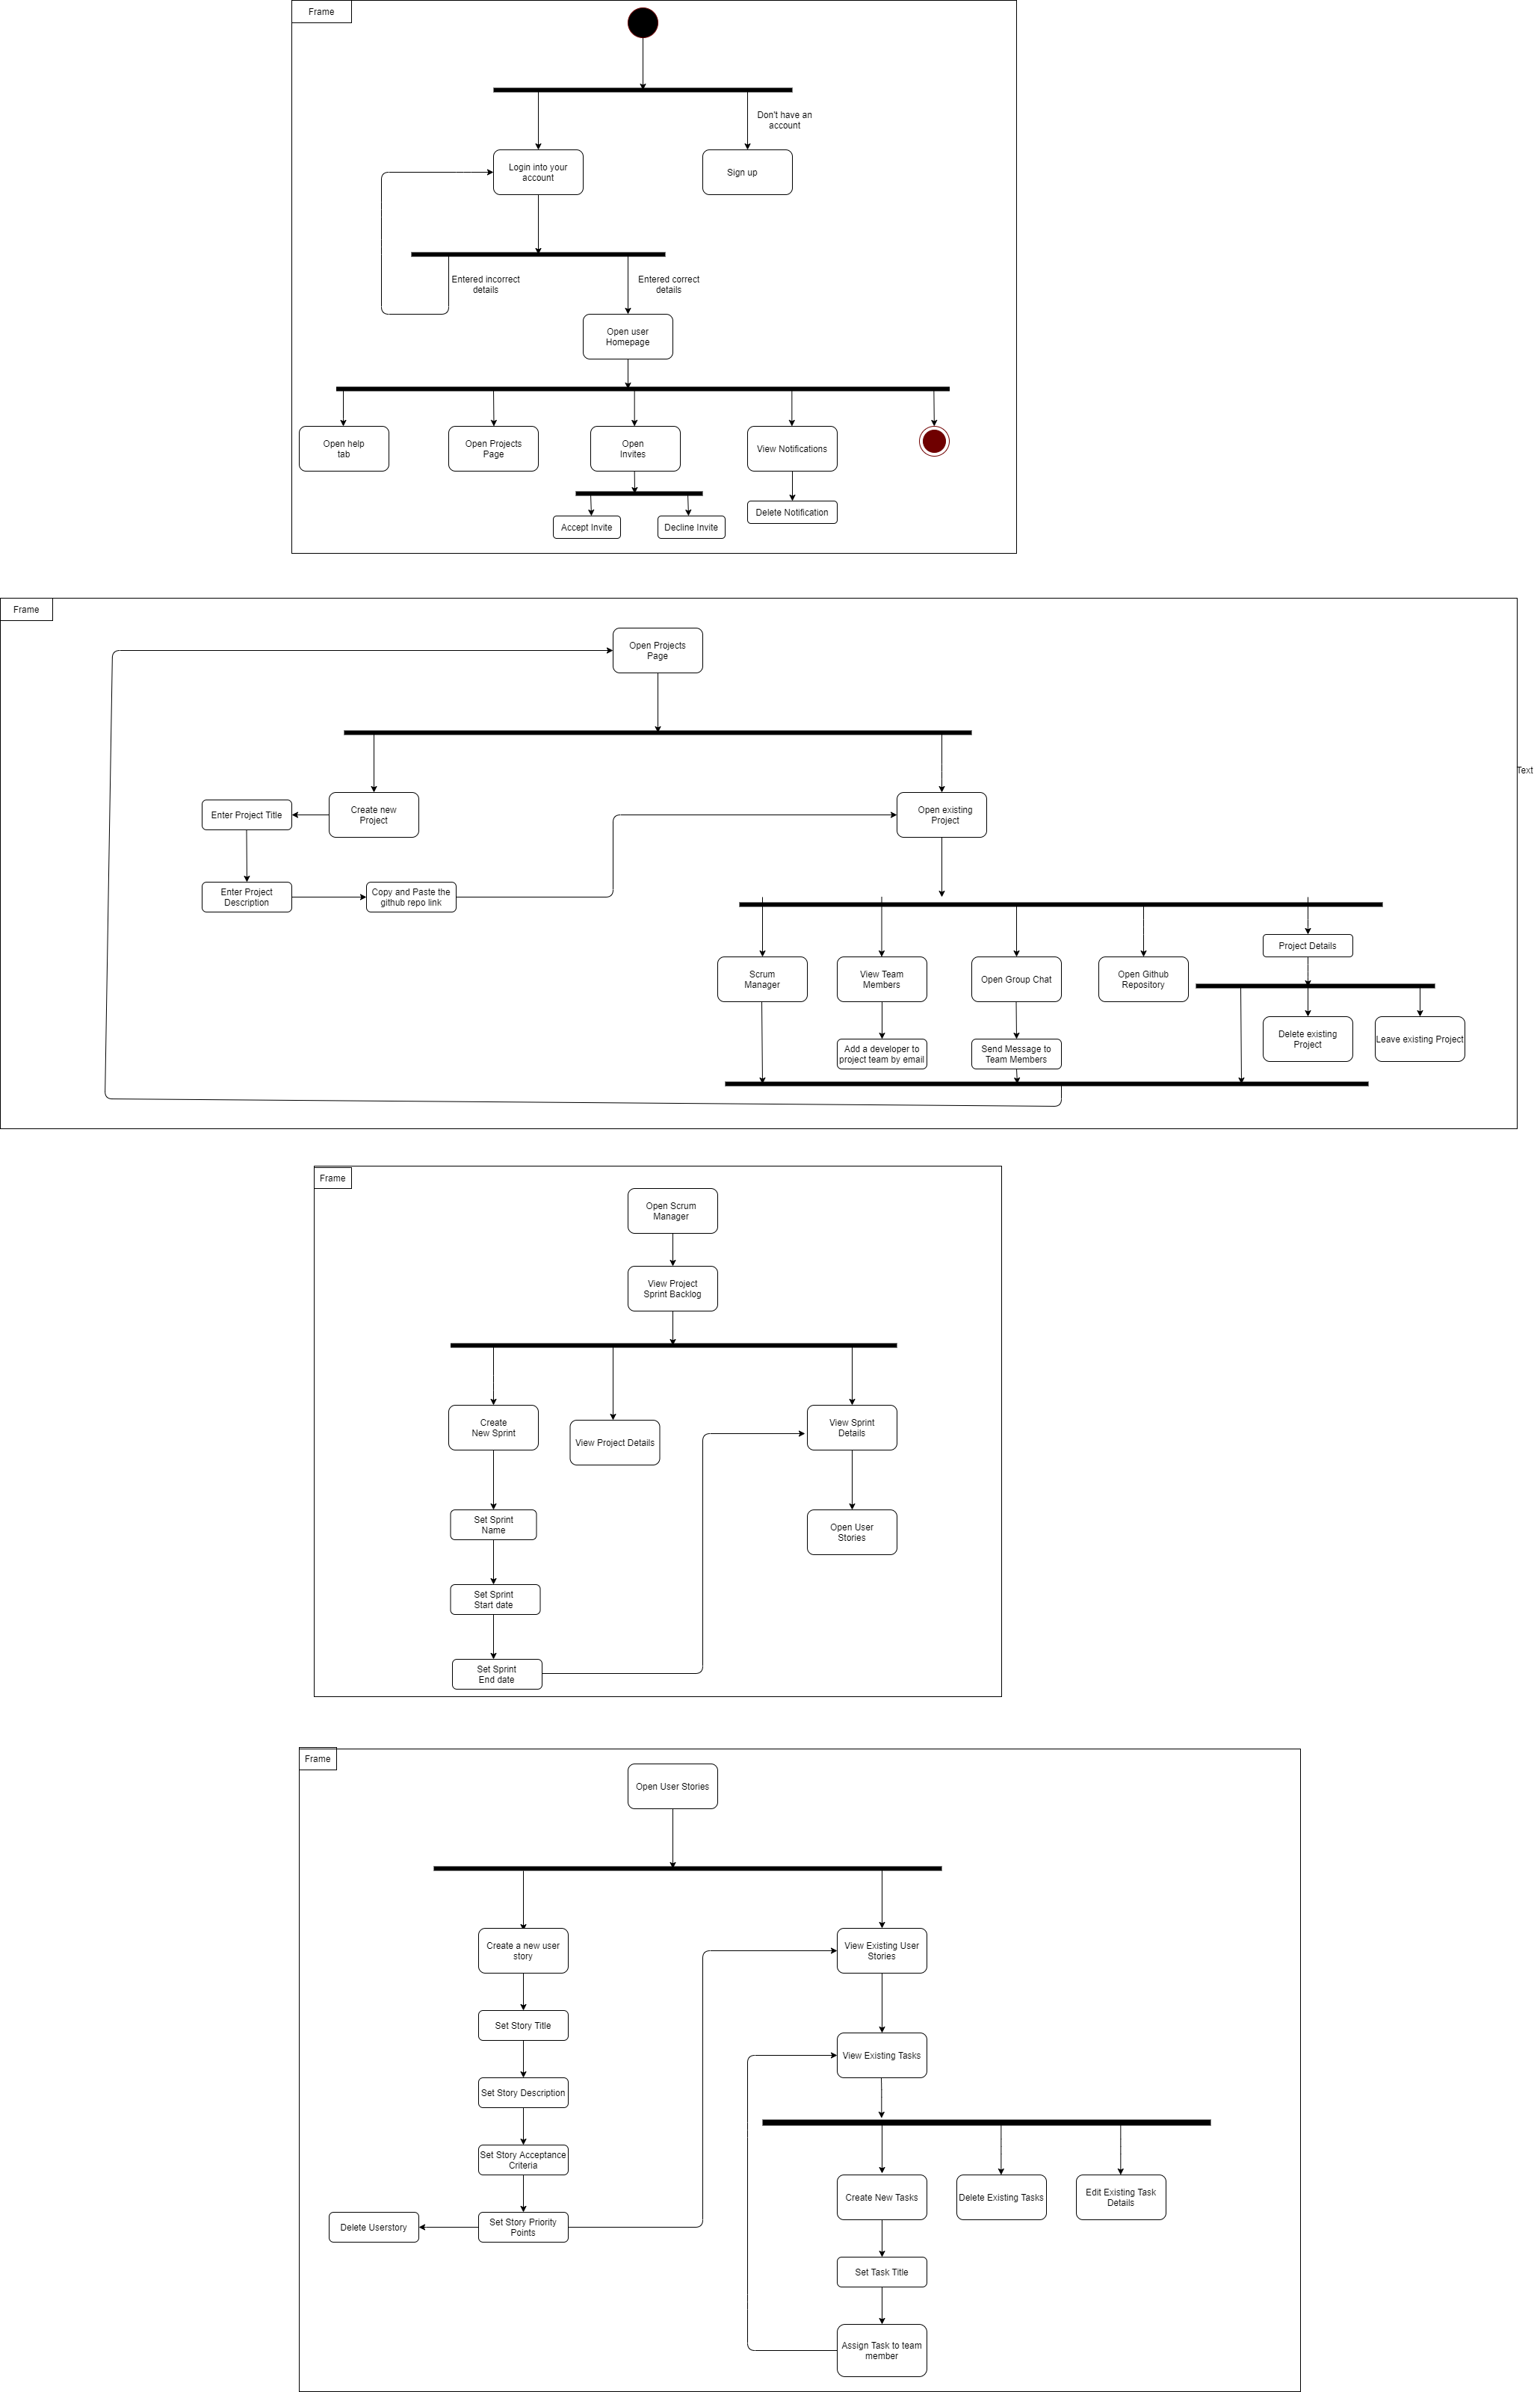 Frame
Don't have an
account
Login into your
account
Sign up
Entered incorrect
details
Entered correct
details
Open user
Homepage
Open help
tab
Open Projects
Page
Open
Invites
View Notifications
Delete Notification
Accept Invite
Decline Invite
Frame
Open Projects
Page
Text
Enter Project Title
Create new
Project
Open existing
Project
Enter Project
Description
Copy and Paste the
github repo link
Project Details
Scrum
Manager
View Team
Members
Open Group Chat
Open Github
Repository
Delete existing
Project
Leave existing Project
Add a developer to
project team by email
Send Message to
Team Members
Frame
Open Scrum
Manager
View Project
Sprint Backlog
Create
New Sprint
View Project Details
View Sprint
Details
Set Sprint
Name
Open User
Stories
Set Sprint
Start date
Set Sprint
End date
Frame
Open User Stories
Create a new user
story
View Existing User
Stories
Set Story Title
View Existing Tasks
Set Story Description
Set Story Acceptance
Criteria
Create New Tasks
Delete Existing Tasks
Edit Existing Task
Details
Delete Userstory
Set Story Priority
Points
Set Task Title
Assign Task to team
member